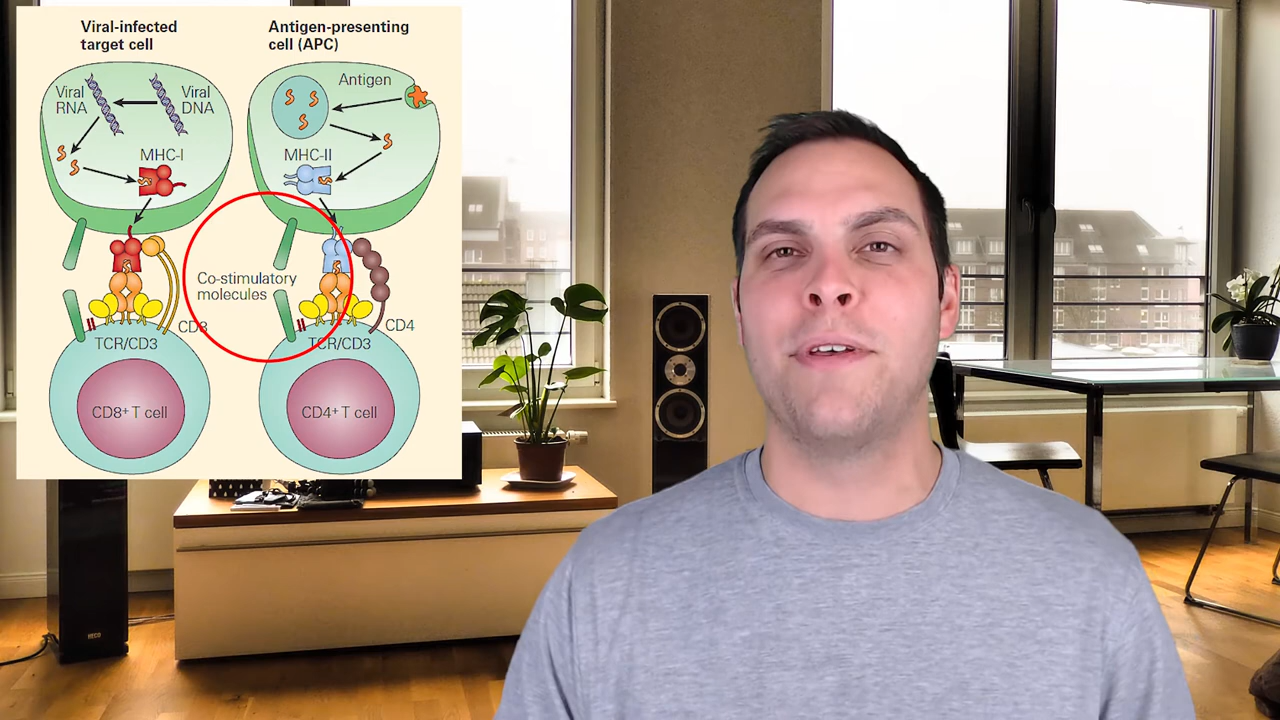 Viral-infected
target cell
Antigen-presenting
cell (APC)
Viral
RNA
Viral
DNA
MHC-I
Antigen
MHC-II
Co-stimulatory
molecules
CD8
TCR/CD3
CD4
TCR/CD3
CD8+ T cell
CD4+ T cell
HECO